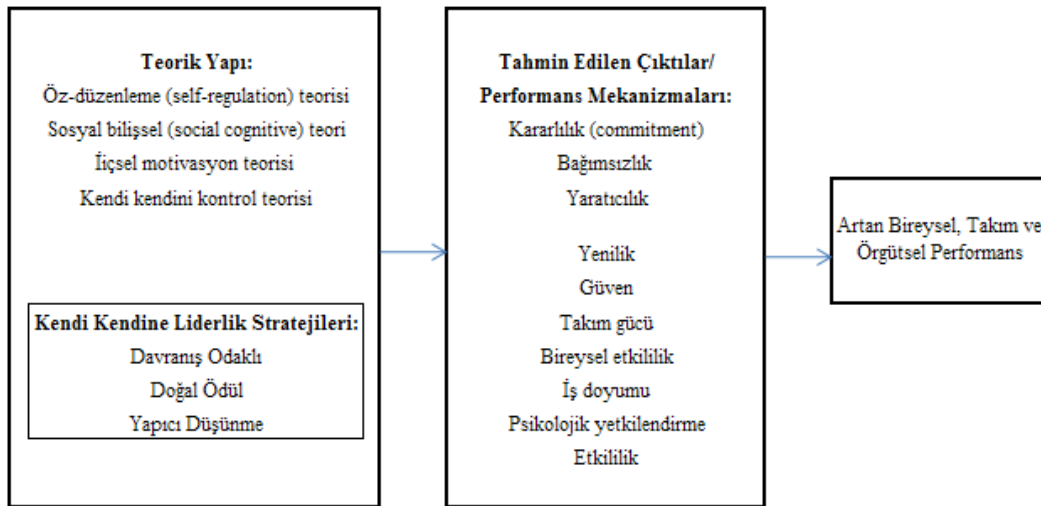 Teorik Yapı:
Öz-düzenleme (self-regulation) teorisi
Sosyal bilişsel (social cognitive) teori
İiçsel motivasyon teorisi
Kendi kendini kontrol teorisi
Kendi Kendine Liderlik Stratejileri:
Davranış Odaklı
Doğal Ödül
Yapıcı Düşünme
Tahmin Edilen Çıktılar/
Performans Mekanizmaları:
Kararlılık (commitment)
Bağımsızlık
Yaratıcılık
Yenilik
Güven
Takım gücü
Bireysel etkililik
İş doyumu
Psikolojik yetkilendirme
Etkililik
Artan Bireysel, Takım ve
Örgütsel Performans